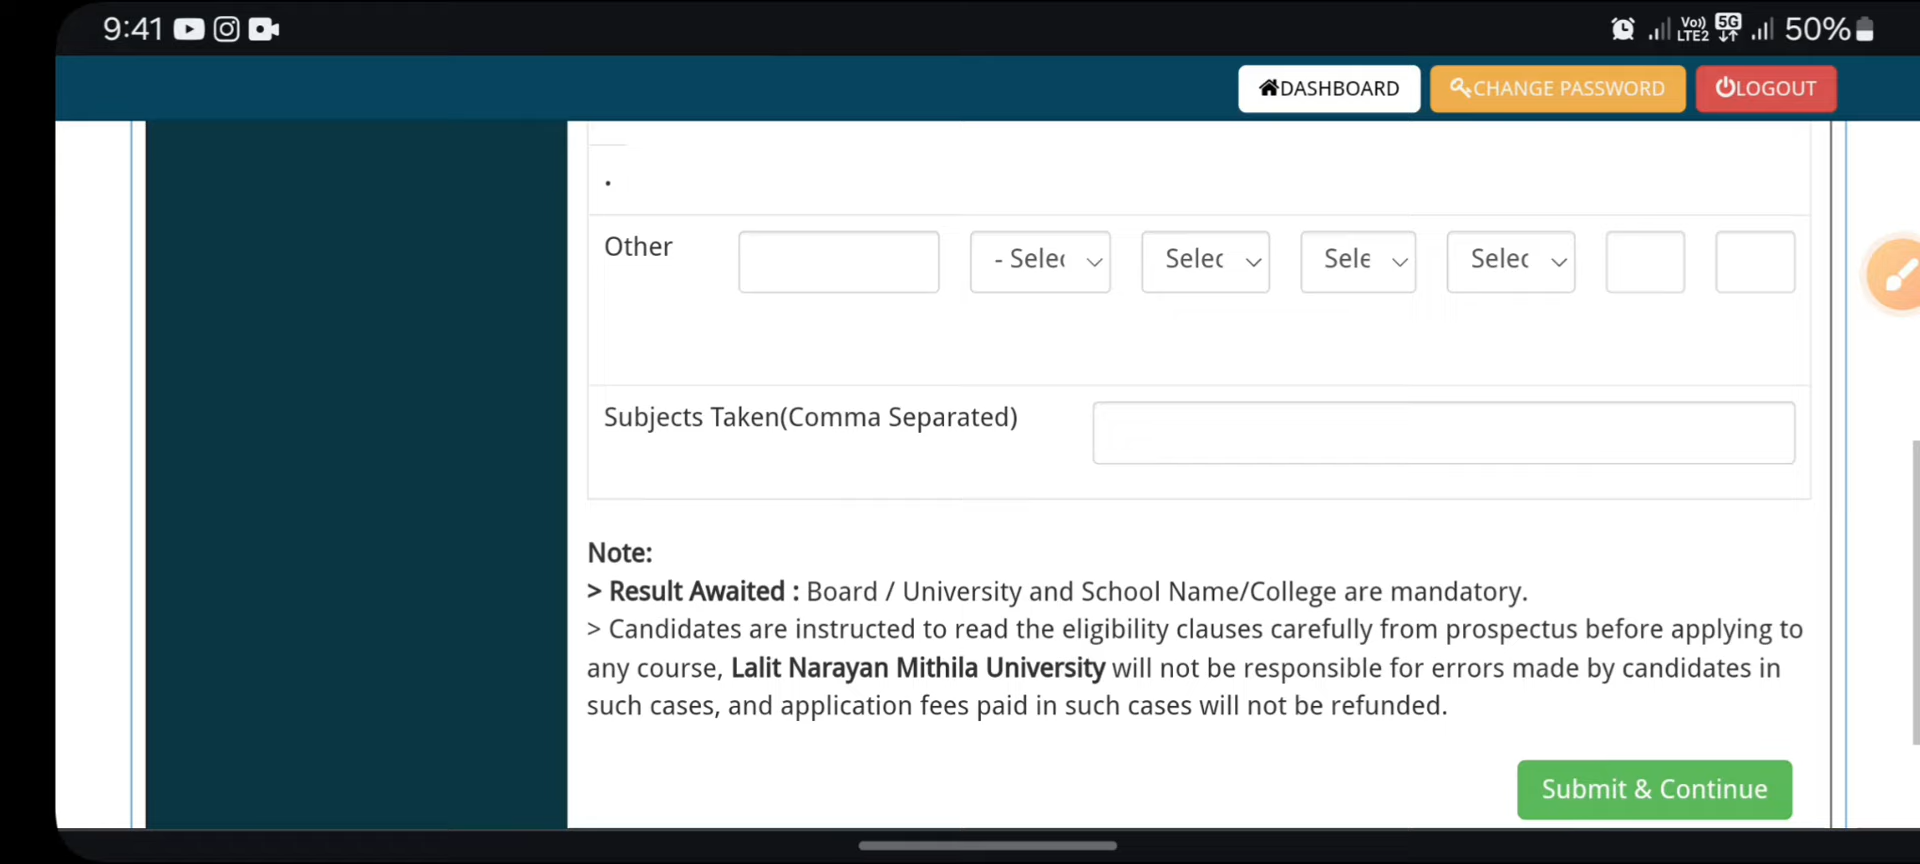 9:41 Vo)) LTE2 5G 50%
DASHBOARD CHANGE PASSWORD LOGOUT
.
Other - Selec Selec Sele Selec
Subjects Taken(Comma Separated)
Note:
> Result Awaited : Board / University and School Name/College are mandatory.
> Candidates are instructed to read the eligibility clauses carefully from prospectus before applying to
any course, Lalit Narayan Mithila University will not be responsible for errors made by candidates in
such cases, and application fees paid in such cases will not be refunded.
Submit & Continue